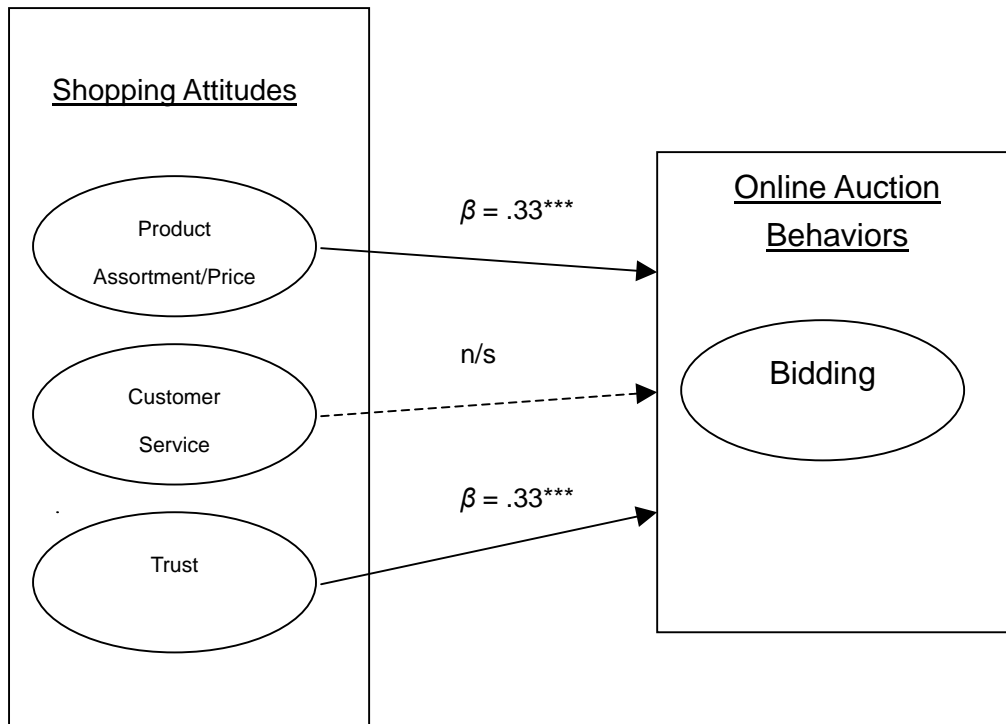 Shopping Attitudes
Product
Assortment/Price
Customer
Service
.
Trust
β = .33***
n/s
β = .33***
Online Auction
Behaviors
Bidding